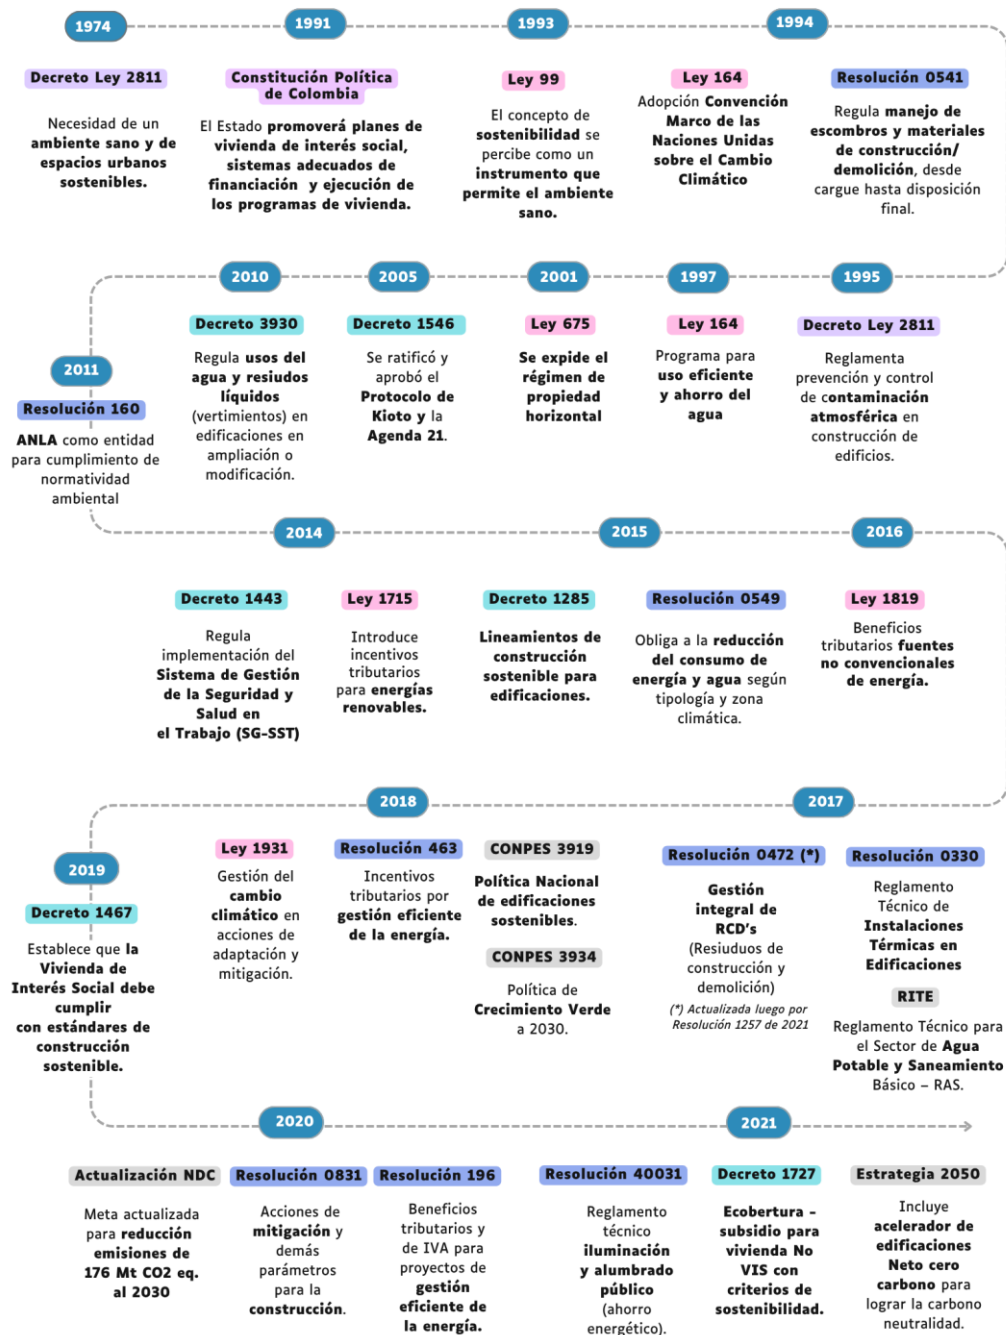 1974
Decreto Ley 2811
Necesidad de un
ambiente sano y de
espacios urbanos
sostenibles.
1991
Constitución Política
de Colombia
El Estado promoverá planes de
vivienda de interés social,
sistemas adecuados de
financiación y ejecución de
los programas de vivienda.
1993
Ley 99
El concepto de
sostenibilidad se
percibe como un
instrumento que
permite el ambiente
sano.
1994
Ley 164
Adopción Convención
Marco de las
Naciones Unidas
sobre el Cambio
Climático
Resolución 0541
Regula manejo de
escombros y materiales
de construcción/
demolición, desde
cargue hasta disposición
final.
1995
Decreto Ley 2811
Reglamenta
prevención y control
de contaminación
atmosférica en
construcción de
edificios.
1997
Ley 164
Programa para
uso eficiente
y ahorro del
agua
2001
Ley 675
Se expide el
régimen de
propiedad
horizontal
2005
Decreto 1546
Se ratificó y
aprobó el
Protocolo de
Kioto y la
Agenda 21.
2010
Decreto 3930
Regula usos del
agua y resiudos
líquidos
(vertimientos) en
edificaciones en
ampliación o
modificación.
2011
Resolución 160
ANLA como entidad
para cumplimiento de
normatividad
ambiental
2014
Decreto 1443
Regula
implementación del
Sistema de Gestión
de la Seguridad y
Salud en
el Trabajo (SG-SST)
Ley 1715
Introduce
incentivos
tributarios
para energías
renovables.
2015
Decreto 1285
Lineamientos de
construcción
sostenible para
edificaciones.
Resolución 0549
Obliga a la reducción
del consumo de
energía y agua según
tipología y zona
climática.
2016
Ley 1819
Beneficios
tributarios fuentes
no convencionales
de energía.
2017
Resolución 0330
Reglamento
Técnico de
Instalaciones
Térmicas en
Edificaciones
RITE
Reglamento Técnico para
el Sector de Agua
Potable y Saneamiento
Básico – RAS.
Resolución 0472 (*)
Gestión
integral de
RCD's
(Resiuduos de
construcción y
demolición)
(*) Actualizada luego por
Resolución 1257 de 2021
2018
CONPES 3919
Política Nacional
de edificaciones
sostenibles.
CONPES 3934
Política de
Crecimiento Verde
a 2030.
Resolución 463
Incentivos
tributarios por
gestión eficiente
de la energía.
Ley 1931
Gestión del
cambio
climático en
acciones de
adaptación y
mitigación.
2019
Decreto 1467
Establece que la
Vivienda de
Interés Social debe
cumplir
con estándares de
construcción
sostenible.
2020
Actualización NDC
Meta actualizada
para reducción
emisiones de
176 Mt CO2 eq.
al 2030
Resolución 0831
Acciones de
mitigación y
demás
parámetros
para la
construcción.
Resolución 196
Beneficios
tributarios y
de IVA para
proyectos de
gestión
eficiente de
la energía.
2021
Resolución 40031
Reglamento
técnico
iluminación
y alumbrado
público
(ahorro
energético).
Decreto 1727
Ecobertura -
subsidio para
vivienda No
VIS con
criterios de
sostenibilidad.
Estrategia 2050
Incluye
acelerador de
edificaciones
Neto cero
carbono para
lograr la carbono
neutralidad.